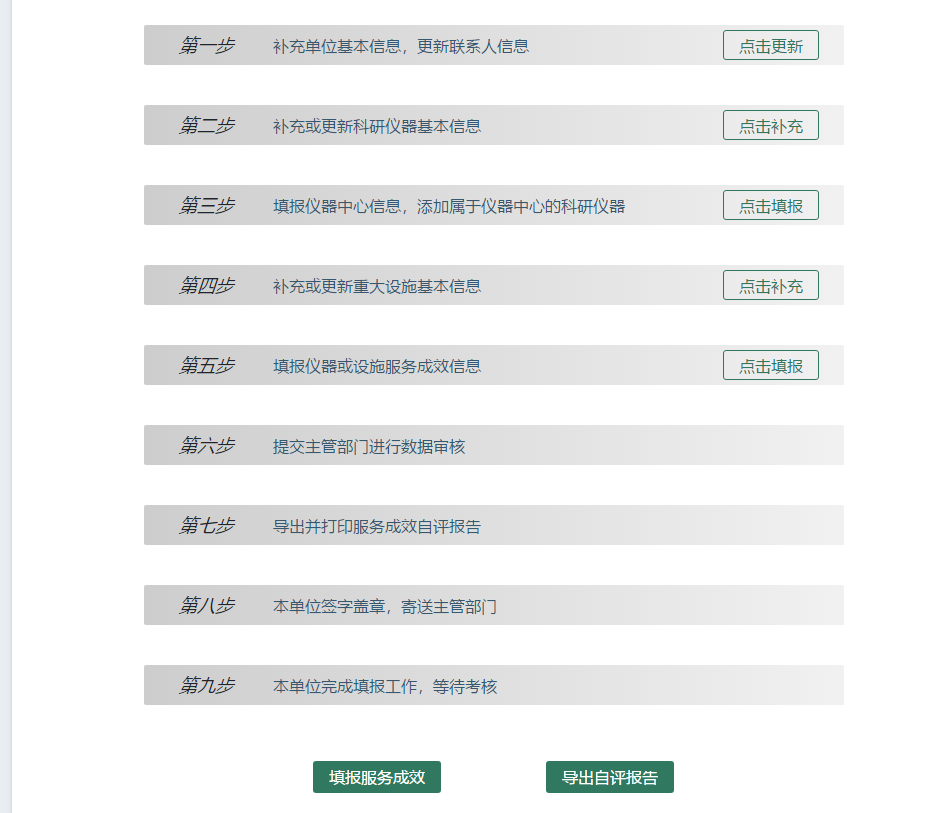 第一步 补充单位基本信息，更新联系人信息 点击更新
第二步 补充或更新科研仪器基本信息 点击补充
第三步 填报仪器中心信息，添加属于仪器中心的科研仪器 点击填报
第四步 补充或更新重大设施基本信息 点击补充
第五步 填报仪器或设施服务成效信息 点击填报
第六步 提交主管部门进行数据审核
第七步 导出并打印服务成效自评报告
第八步 本单位签字盖章，寄送主管部门
第九步 本单位完成填报工作，等待考核
填报服务成效 导出自评报告